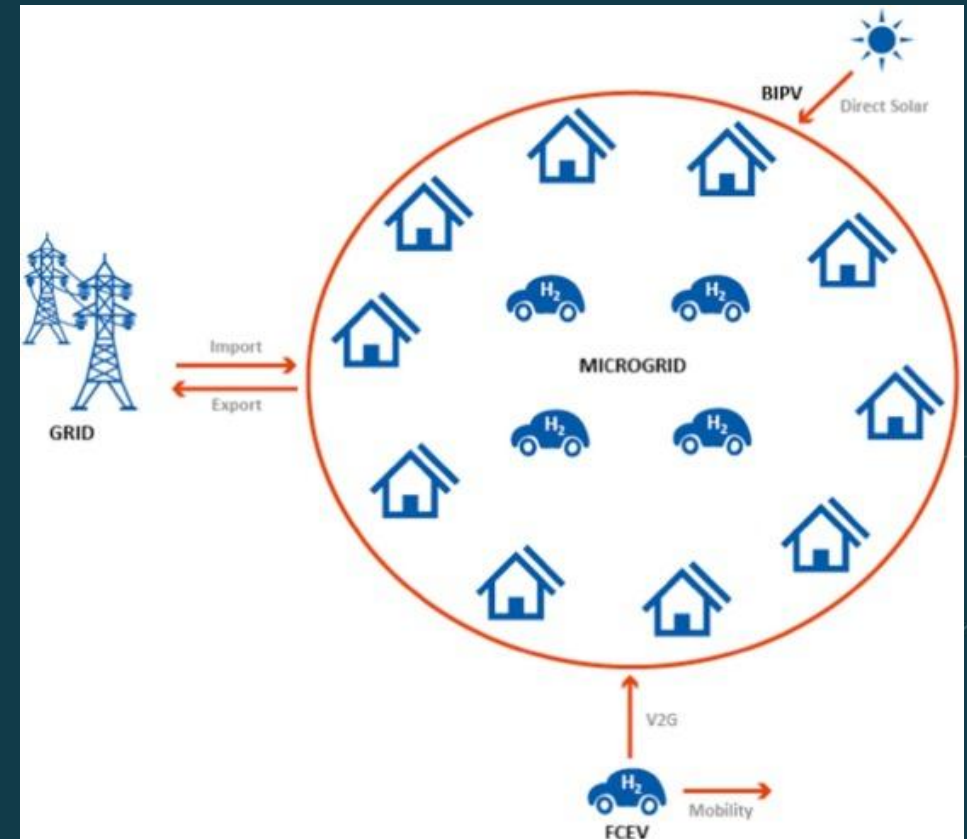 BIPV
Direct Solar
H₂
H₂
Import
MICROGRID
Export
GRID
H₂
H₂
V2G
H₂
Mobility
FCEV